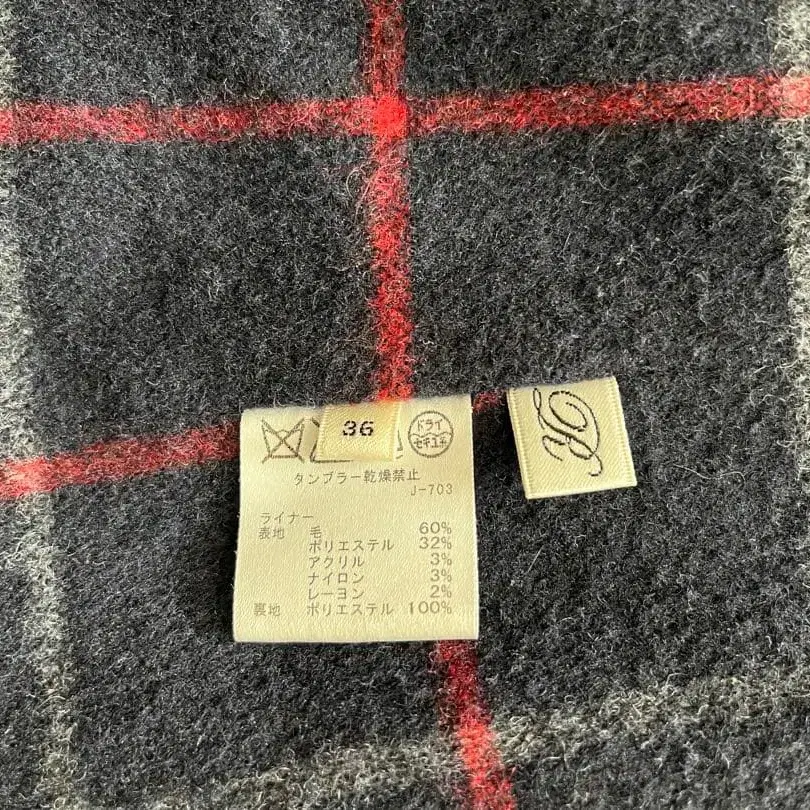 36
ドライ
セキユキ
タンブラー乾燥禁止
J-703
ライナー
表地 毛 60%
ポリエステル 32%
アクリル 3%
ナイロン 3%
レーヨン 2%
裏地 ポリエステル 100%